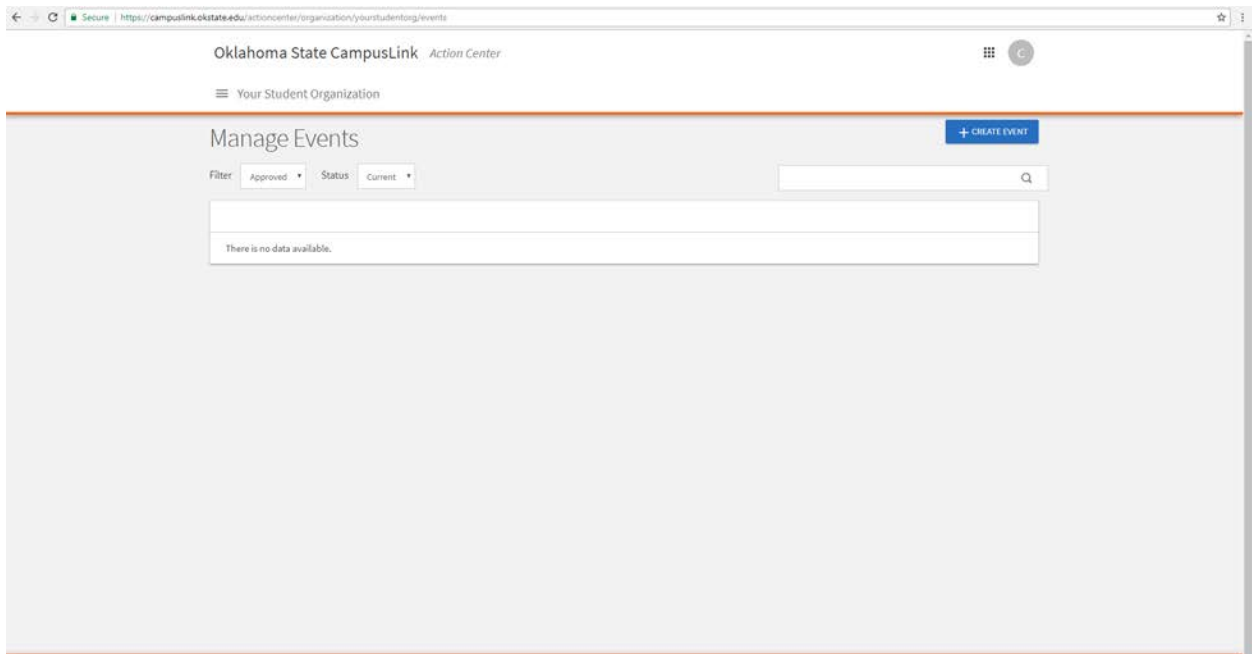 Secure | https://campuslink.okstate.edu/actioncenter/organization/yourstudentorg/events
Oklahoma State CampusLink Action Center
C
Your Student Organization
Manage Events
+ CREATE EVENT
Filter Approved Status Current
There is no data available.